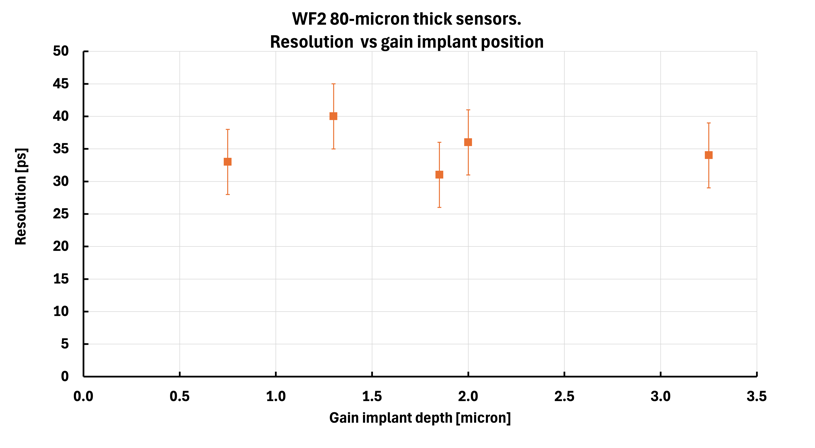 WF2 80-micron thick sensors.
Resolution vs gain implant position
50
45
40
35
30
25
20
15
10
5
0
Resolution [ps]
0.0 0.5 1.0 1.5 2.0 2.5 3.0 3.5
Gain implant depth [micron]